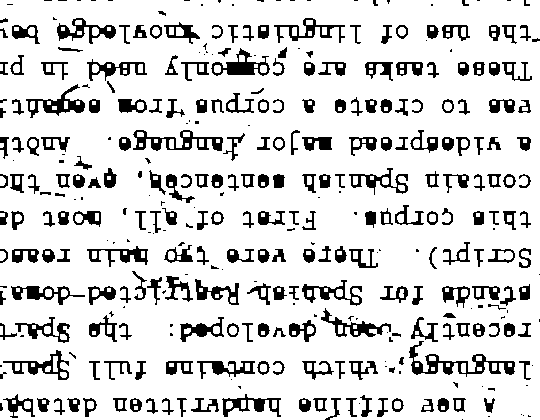 A new offline handwritten databa
language, which contains full Spani
recently been developed: the Spart
stands for Spanish Restricted-domai
Script). There were two main reaso
this corpus. First of all, most da
contain Spanish sentences, even tho
a widespread major language. Anoth
was to create a corpus from semanti
These tasks are commonly used in pr
the use of linguistic knowledge bey